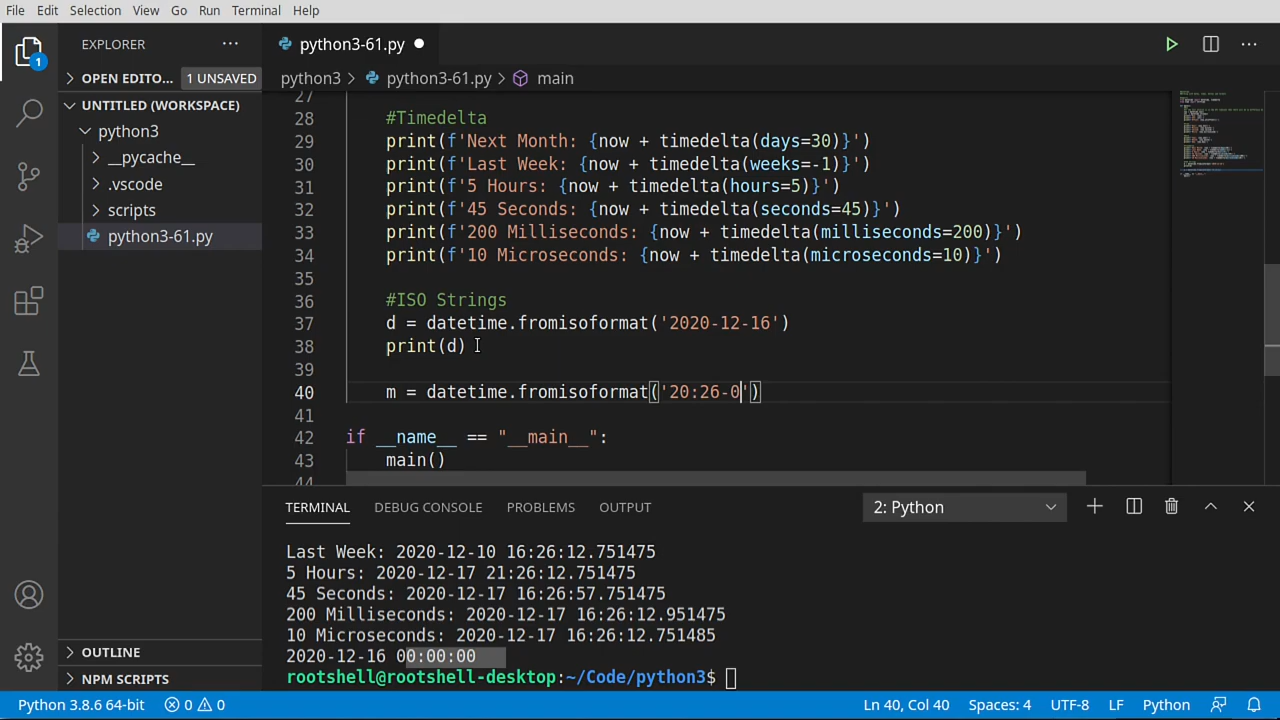 File Edit Selection View Go Run Terminal Help
EXPLORER
python3-61.py
1
OPEN EDITO... 1 UNSAVED
python3 > python3-61.py > main
UNTITLED (WORKSPACE)
python3
__pycache__
.vscode
scripts
python3-61.py
27
28 #Timedelta
29 print(f'Next Month: {now + timedelta(days=30)}')
30 print(f'Last Week: {now + timedelta(weeks=-1)}')
31 print(f'5 Hours: {now + timedelta(hours=5)}')
32 print(f'45 Seconds: {now + timedelta(seconds=45)}')
33 print(f'200 Milliseconds: {now + timedelta(milliseconds=200)}')
34 print(f'10 Microseconds: {now + timedelta(microseconds=10)}')
35
36 #ISO Strings
37 d = datetime.fromisoformat('2020-12-16')
38 print(d)
39
40 m = datetime.fromisoformat('20:26-0')
41
42 if __name__ == "__main__":
43 main()
44
TERMINAL DEBUG CONSOLE PROBLEMS OUTPUT 2: Python
Last Week: 2020-12-10 16:26:12.751475
5 Hours: 2020-12-17 21:26:12.751475
45 Seconds: 2020-12-17 16:26:57.751475
200 Milliseconds: 2020-12-17 16:26:12.951475
10 Microseconds: 2020-12-17 16:26:12.751485
2020-12-16 00:00:00
rootshell@rootshell-desktop:~/Code/python3$
OUTLINE
NPM SCRIPTS
Python 3.8.6 64-bit 0 0 Ln 40, Col 40 Spaces: 4 UTF-8 LF Python